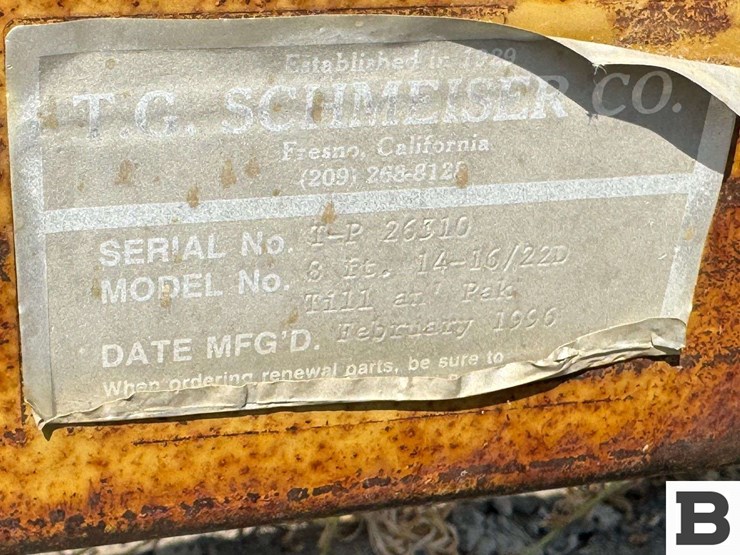 Established in 1929
T.G. SCHMEISER CO.
Fresno, California
(209) 268-8128
SERIAL No. T-P 26310
MODEL No. 8 ft. 14-16/22D
Till an' Pak
DATE MFG'D. February 1996
When ordering renewal parts, be sure to
B